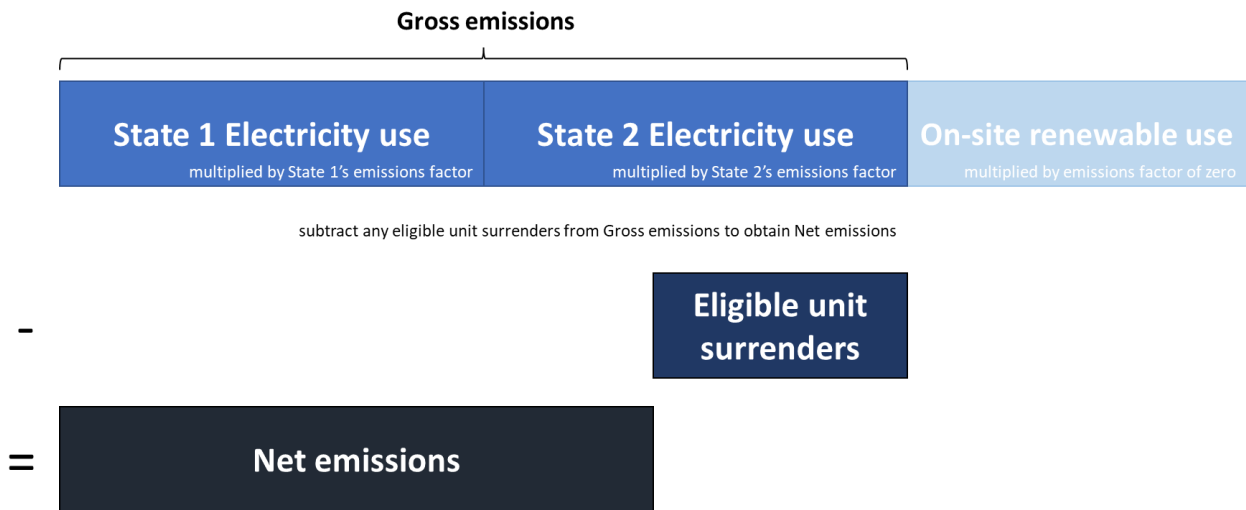 Gross emissions
State 1 Electricity use
multiplied by State 1's emissions factor
State 2 Electricity use
multiplied by State 2's emissions factor
On-site renewable use
multiplied by emissions factor of zero
subtract any eligible unit surrenders from Gross emissions to obtain Net emissions
-
Eligible unit
surrenders
=
Net emissions